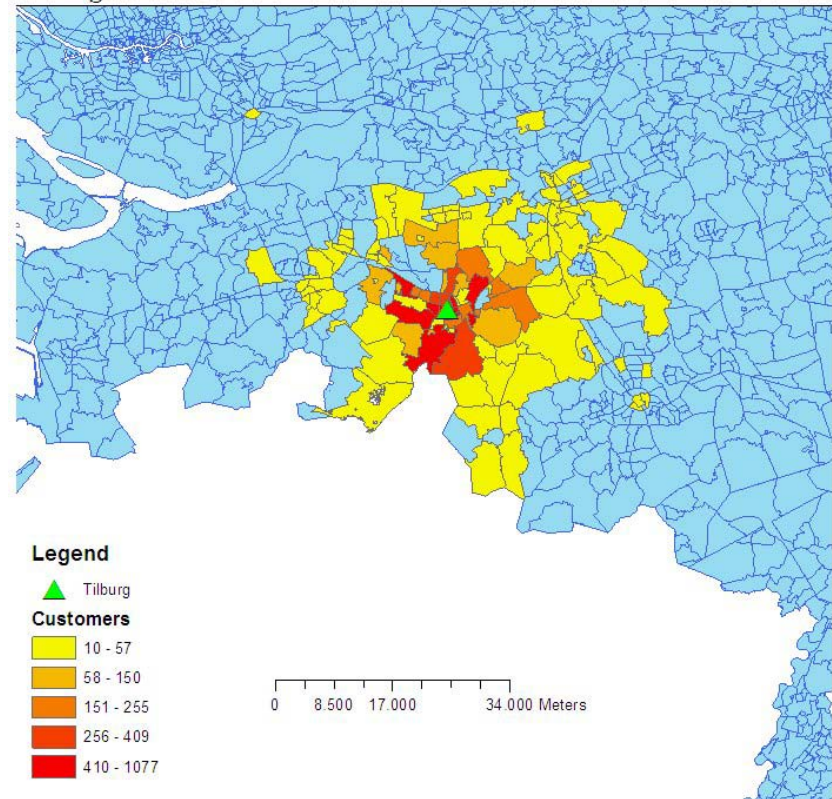 Legend
Tilburg
Customers
10 - 57
58 - 150
151 - 255
256 - 409
410 - 1077
0 8.500 17.000 34.000 Meters